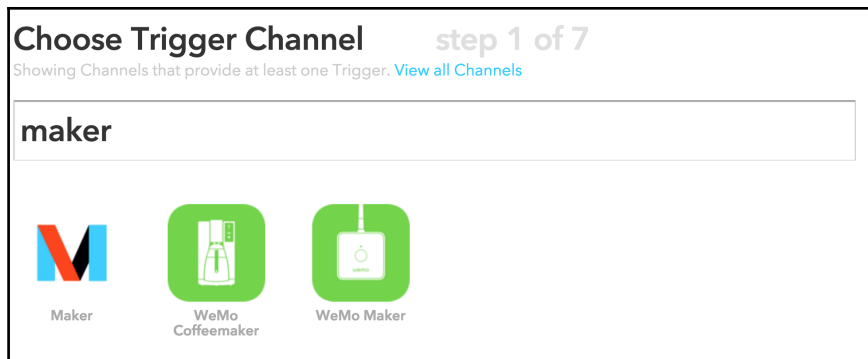 Choose Trigger Channel step 1 of 7
Showing Channels that provide at least one Trigger. View all Channels
maker
wemo
Maker
WeMo
Coffeemaker
WeMo Maker